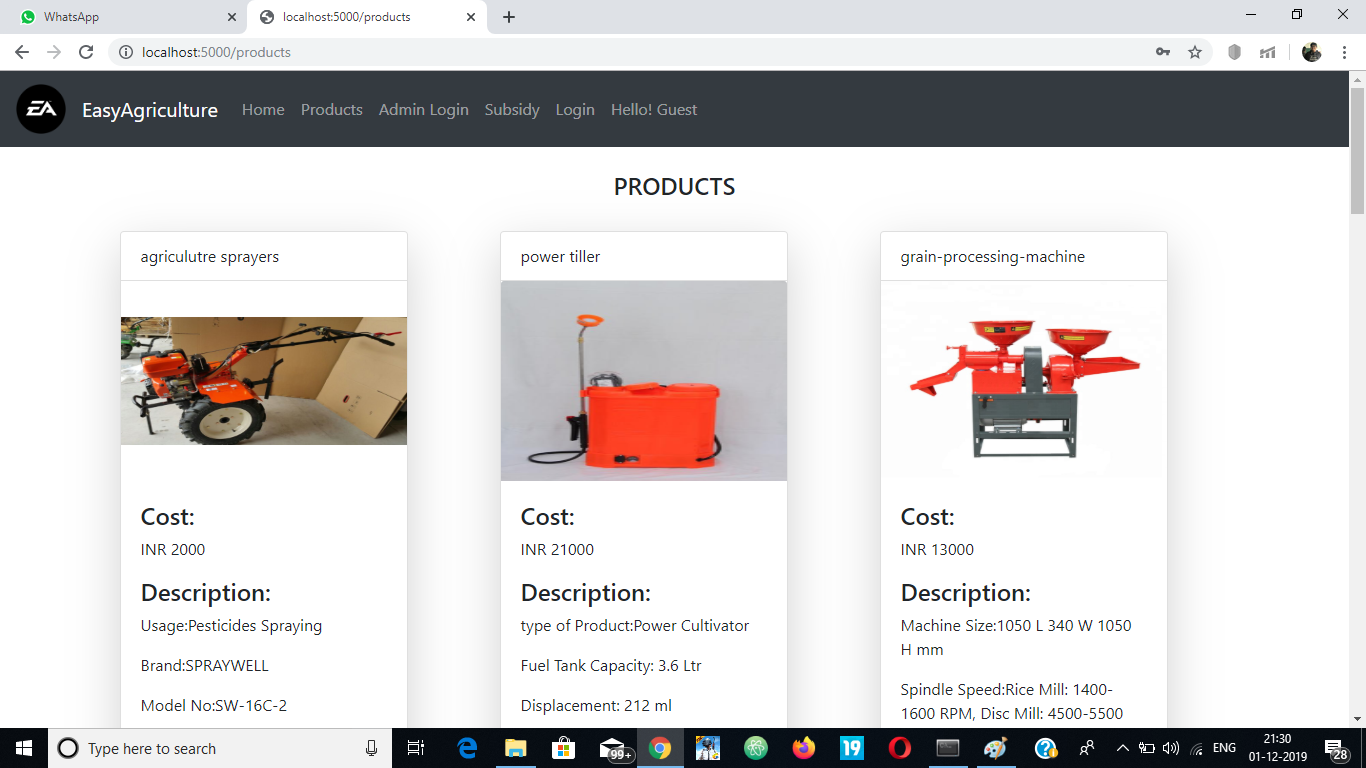 WhatsApp
localhost:5000/products
localhost:5000/products
EA
EasyAgriculture
Home
Products
Admin Login
Subsidy
Login
Hello! Guest
PRODUCTS
agriculutre sprayers
Cost:
INR 2000
Description:
Usage:Pesticides Spraying
Brand:SPRAYWELL
Model No:SW-16C-2
power tiller
Cost:
INR 21000
Description:
type of Product:Power Cultivator
Fuel Tank Capacity: 3.6 Ltr
Displacement: 212 ml
grain-processing-machine
Cost:
INR 13000
Description:
Machine Size:1050 L 340 W 1050
H mm
Spindle Speed:Rice Mill: 1400-
1600 RPM, Disc Mill: 4500-5500
Type here to search
99+
19
ENG
21:30
01-12-2019
28